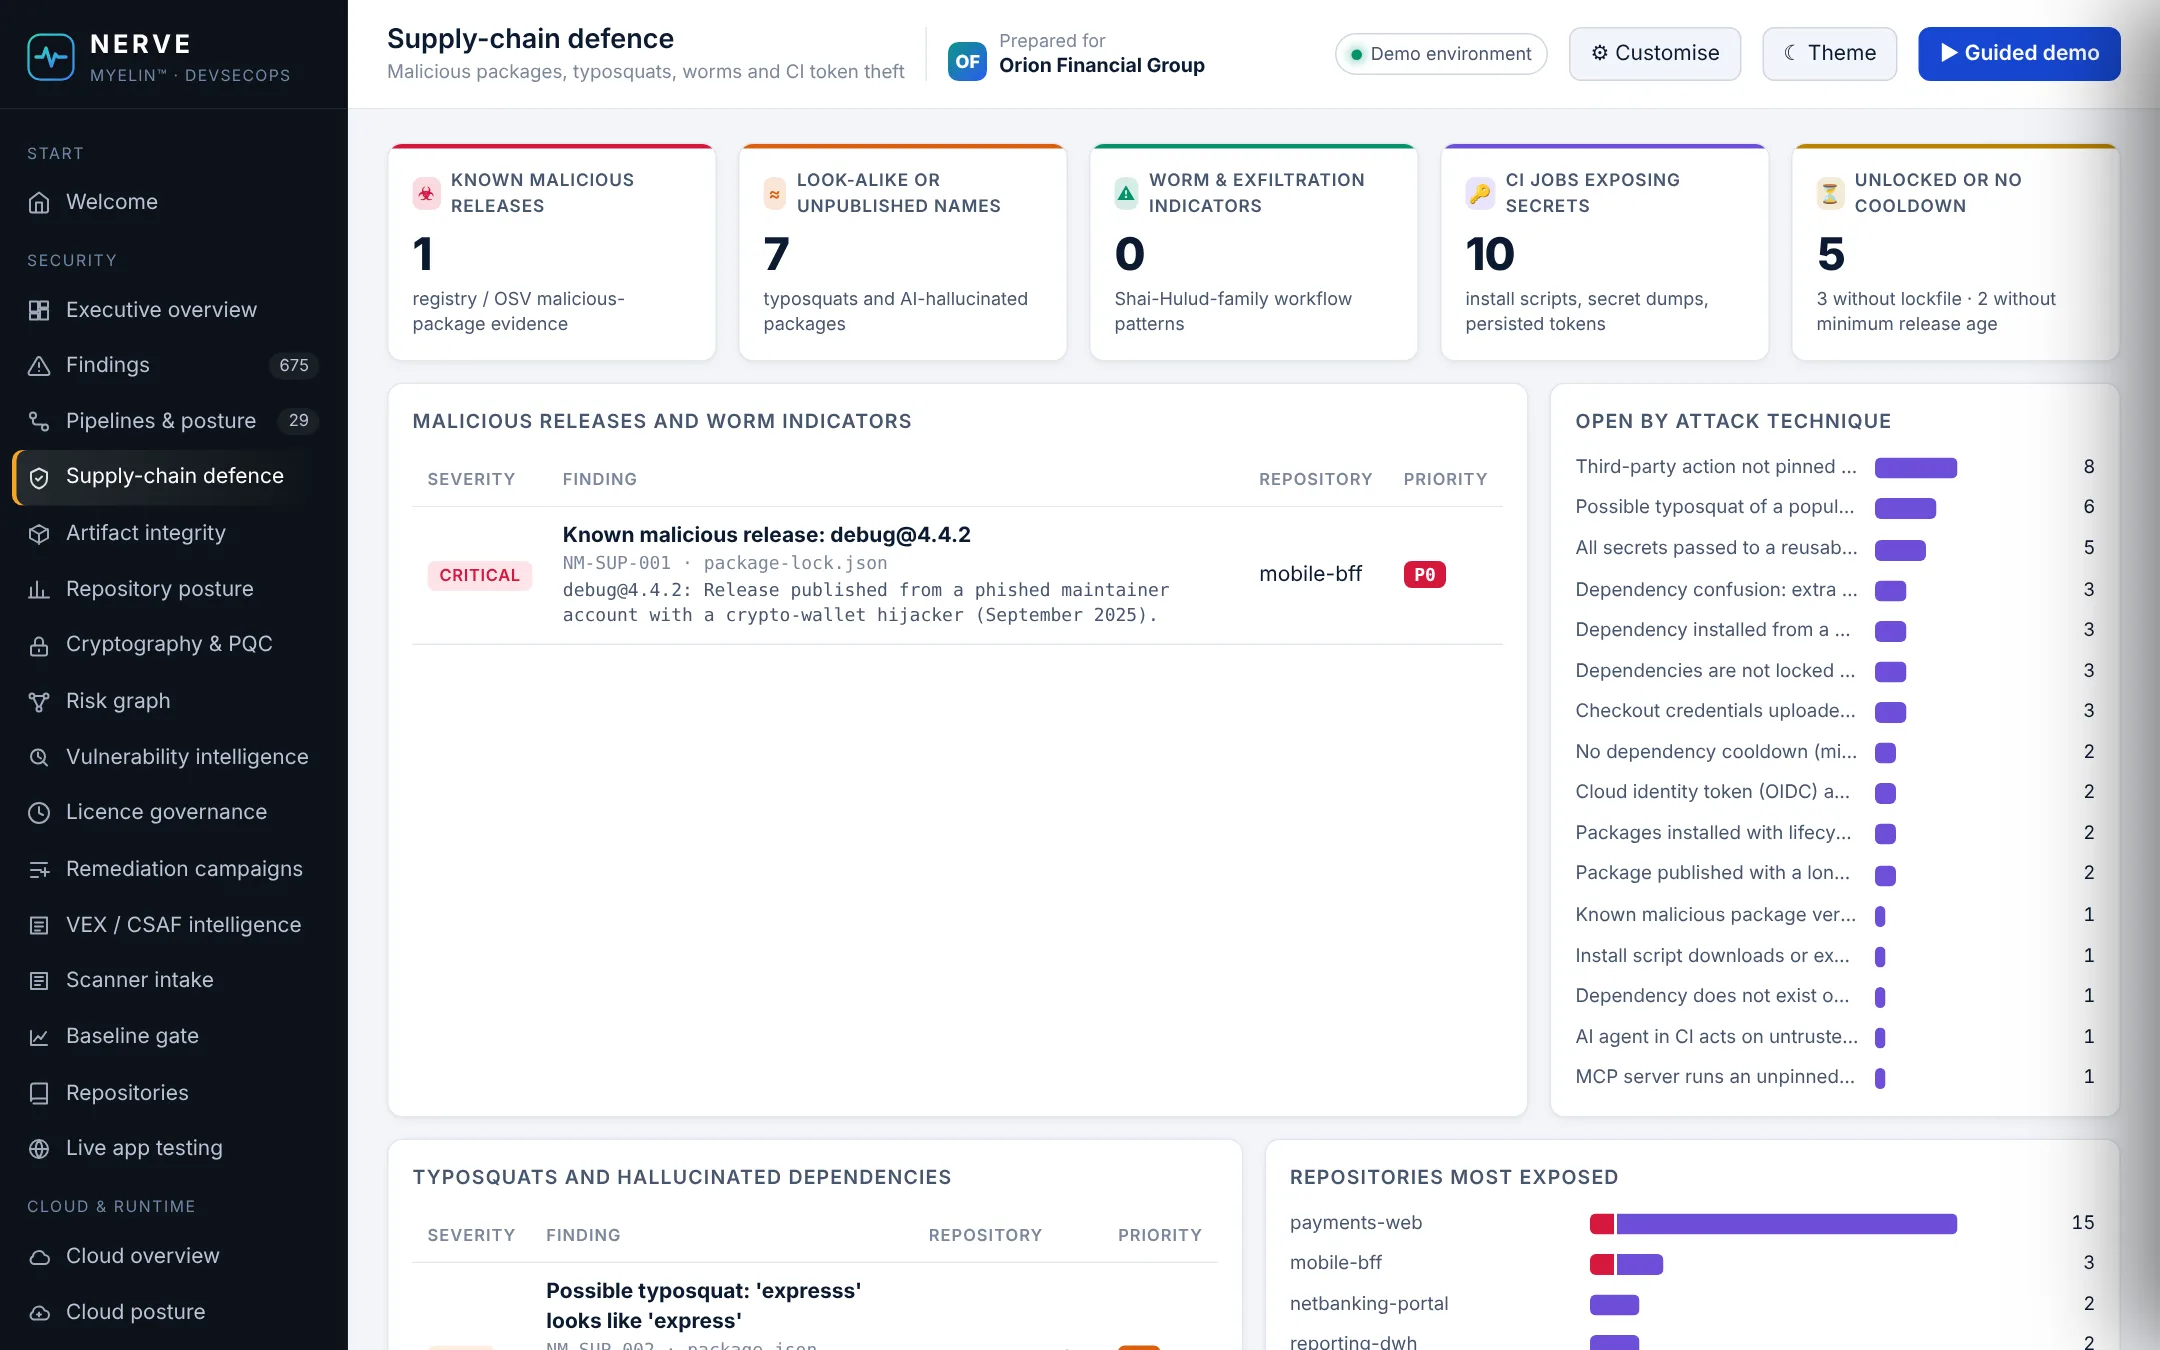 NERVE
MYELIN™ · DEVSECOPS
START
Welcome
SECURITY
Executive overview
Findings 675
Pipelines & posture 29
Supply-chain defence
Artifact integrity
Repository posture
Cryptography & PQC
Risk graph
Vulnerability intelligence
Licence governance
Remediation campaigns
VEX / CSAF intelligence
Scanner intake
Baseline gate
Repositories
Live app testing
CLOUD & RUNTIME
Cloud overview
Cloud posture
Supply-chain defence
Malicious packages, typosquats, worms and CI token theft
OF
Prepared for
Orion Financial Group
Demo environment
⚙ Customise
☾ Theme
▶ Guided demo
KNOWN MALICIOUS
RELEASES
1
registry / OSV malicious-
package evidence
LOOK-ALIKE OR
UNPUBLISHED NAMES
7
typosquats and AI-hallucinated
packages
WORM & EXFILTRATION
INDICATORS
0
Shai-Hulud-family workflow
patterns
CI JOBS EXPOSING
SECRETS
10
install scripts, secret dumps,
persisted tokens
UNLOCKED OR NO
COOLDOWN
5
3 without lockfile · 2 without
minimum release age
MALICIOUS RELEASES AND WORM INDICATORS
SEVERITY FINDING REPOSITORY PRIORITY
Known malicious release: debug@4.4.2
NM-SUP-001 · package-lock.json
CRITICAL
debug@4.4.2: Release published from a phished maintainer
account with a crypto-wallet hijacker (September 2025).
mobile-bff
P0
OPEN BY ATTACK TECHNIQUE
Third-party action not pinned ... 8
Possible typosquat of a popul... 6
All secrets passed to a reusab... 5
Dependency confusion: extra ... 3
Dependency installed from a ... 3
Dependencies are not locked ... 3
Checkout credentials uploade... 3
No dependency cooldown (mi... 2
Cloud identity token (OIDC) a... 2
Packages installed with lifecy... 2
Package published with a lon... 2
Known malicious package ver... 1
Install script downloads or ex... 1
Dependency does not exist o... 1
AI agent in CI acts on untruste... 1
MCP server runs an unpinned... 1
TYPOSQUATS AND HALLUCINATED DEPENDENCIES
SEVERITY FINDING REPOSITORY PRIORITY
Possible typosquat: 'expresss'
looks like 'express'
NM-SUP-002 · package.json
REPOSITORIES MOST EXPOSED
payments-web 15
mobile-bff 3
netbanking-portal 2
reporting-dwh 2